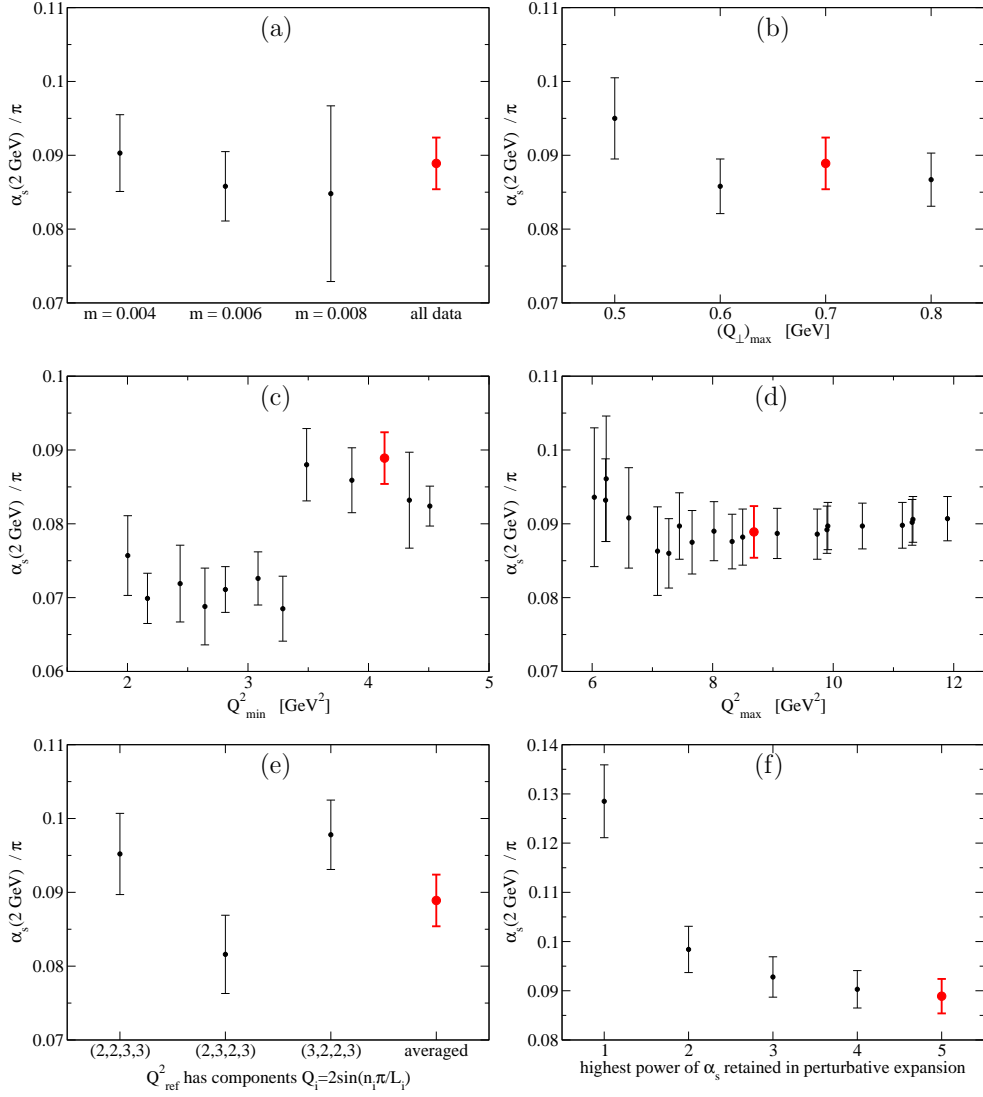 (a)
0.11
0.1
0.09
0.08
0.07
α_s(2 GeV) / π
m = 0.004 m = 0.006 m = 0.008 all data
(b)
0.11
0.1
0.09
0.08
0.07
α_s(2 GeV) / π
0.5 0.6 0.7 0.8
(Q_⊥)_max [GeV]
(c)
0.1
0.09
0.08
0.07
0.06
α_s(2 GeV) / π
2 3 4 5
Q²_min [GeV²]
(d)
0.11
0.1
0.09
0.08
0.07
α_s(2 GeV) / π
6 8 10 12
Q²_max [GeV²]
(e)
0.11
0.1
0.09
0.08
0.07
α_s(2 GeV) / π
(2,2,3,3) (2,3,2,3) (3,2,2,3) averaged
Q²_ref has components Q_i=2sin(n_iπ/L_i)
(f)
0.14
0.13
0.12
0.11
0.1
0.09
0.08
α_s(2 GeV) / π
1 2 3 4 5
highest power of α_s retained in perturbative expansion